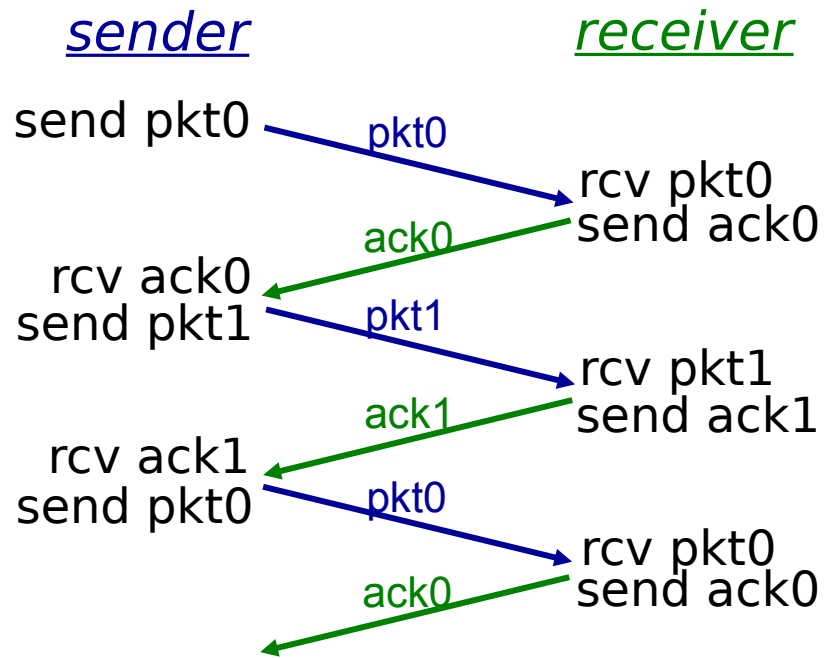 sender
receiver
send pkt0
pkt0
rcv pkt0
send ack0
ack0
rcv ack0
send pkt1
pkt1
rcv pkt1
send ack1
ack1
rcv ack1
send pkt0
pkt0
rcv pkt0
send ack0
ack0